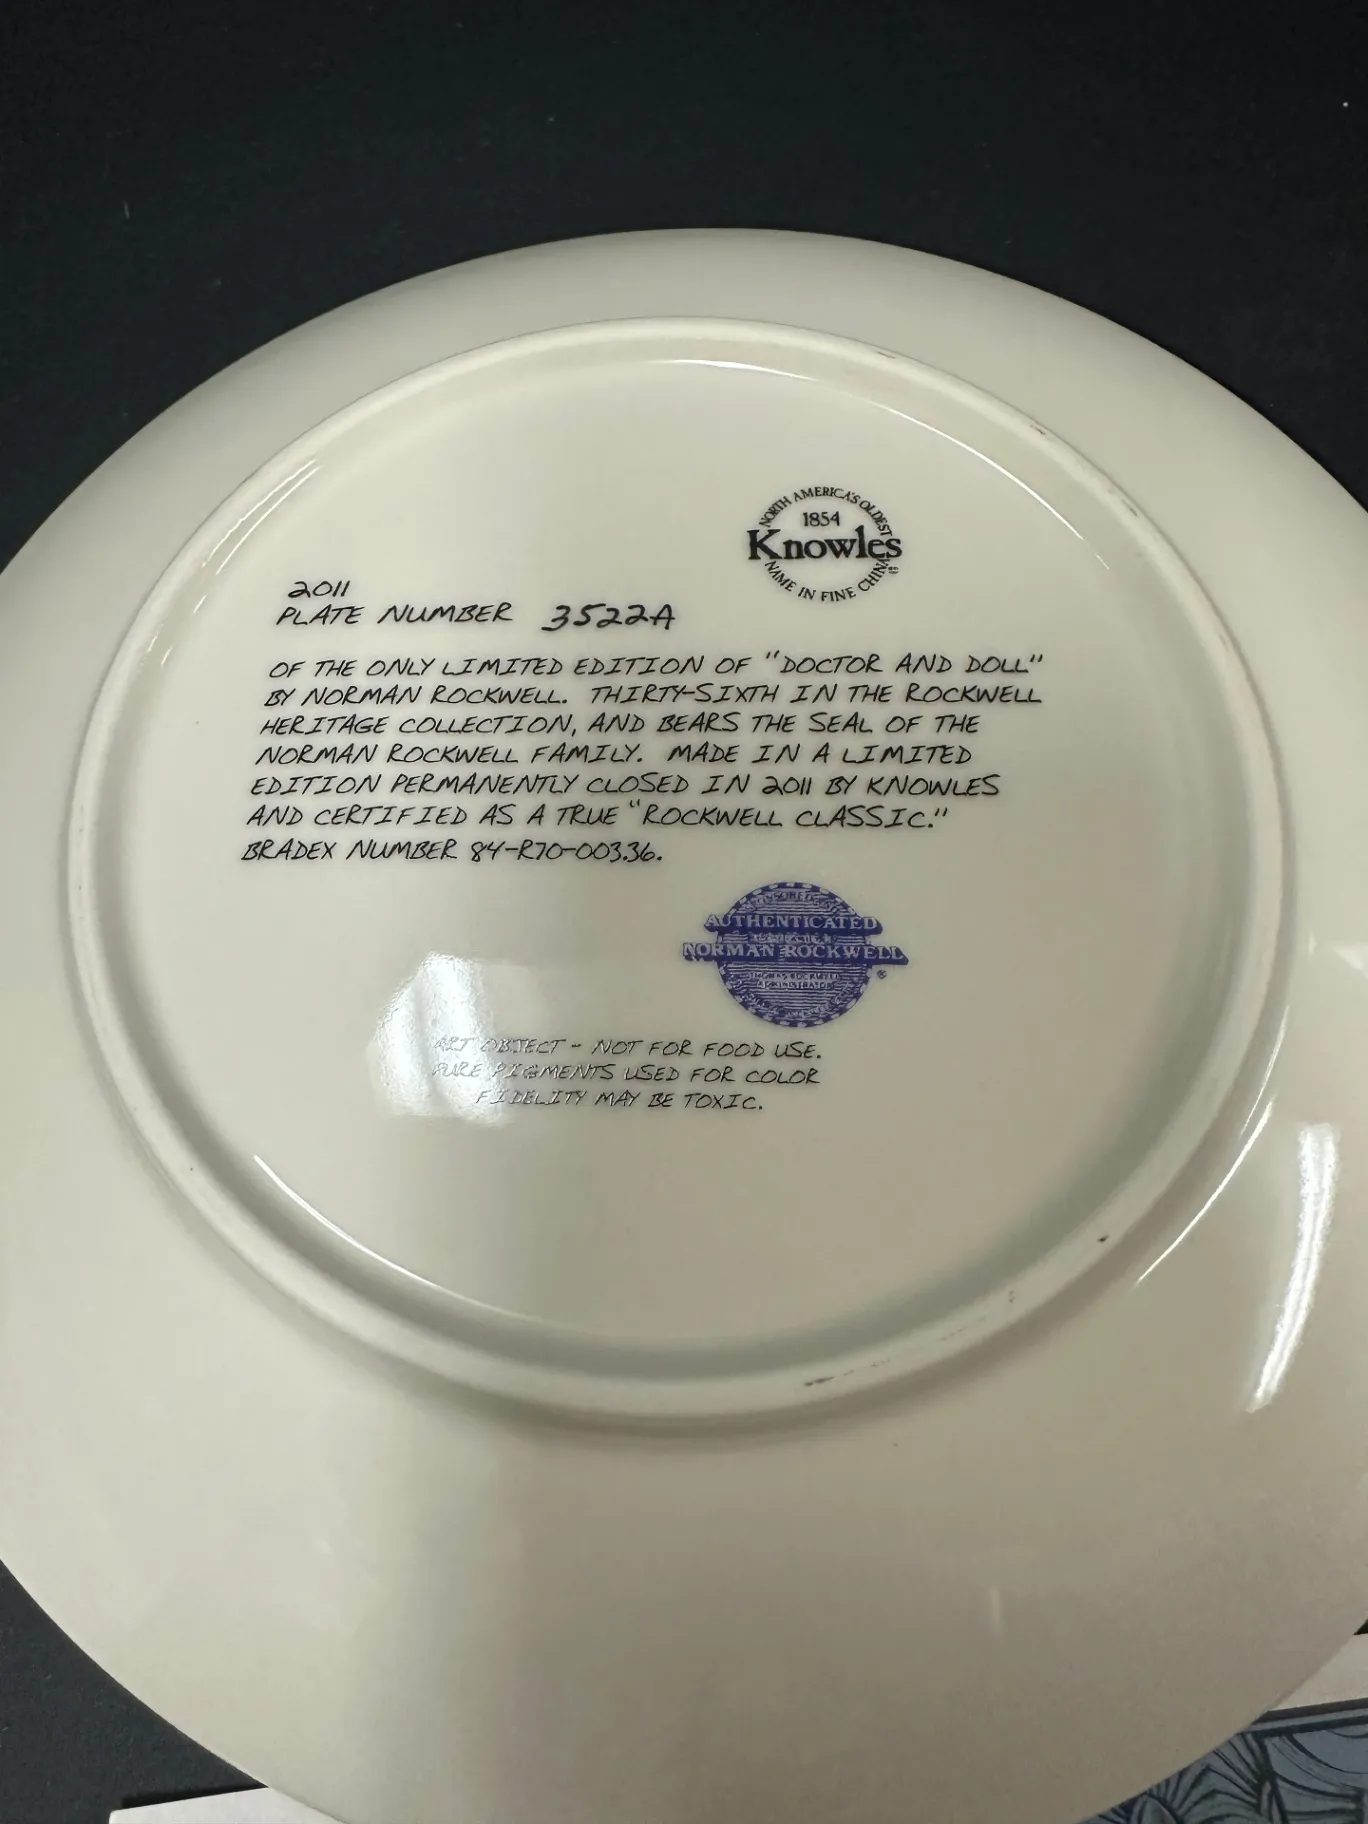 NORTH AMERICA'S OLDEST
1854
Knowles
NAME IN FINE CHINA
2011
PLATE NUMBER 3522A
OF THE ONLY LIMITED EDITION OF "DOCTOR AND DOLL"
BY NORMAN ROCKWELL. THIRTY-SIXTH IN THE ROCKWELL
HERITAGE COLLECTION, AND BEARS THE SEAL OF THE
NORMAN ROCKWELL FAMILY. MADE IN A LIMITED
EDITION PERMANENTLY CLOSED IN 2011 BY KNOWLES
AND CERTIFIED AS A TRUE "ROCKWELL CLASSIC."
BRADEX NUMBER 84-R70-003.36.
AUTHENTICATED
NORMAN ROCKWELL
®
THOMAS ROCKWELL
ADMINISTRATOR
ART OBJECT - NOT FOR FOOD USE.
PURE PIGMENTS USED FOR COLOR
FIDELITY MAY BE TOXIC.